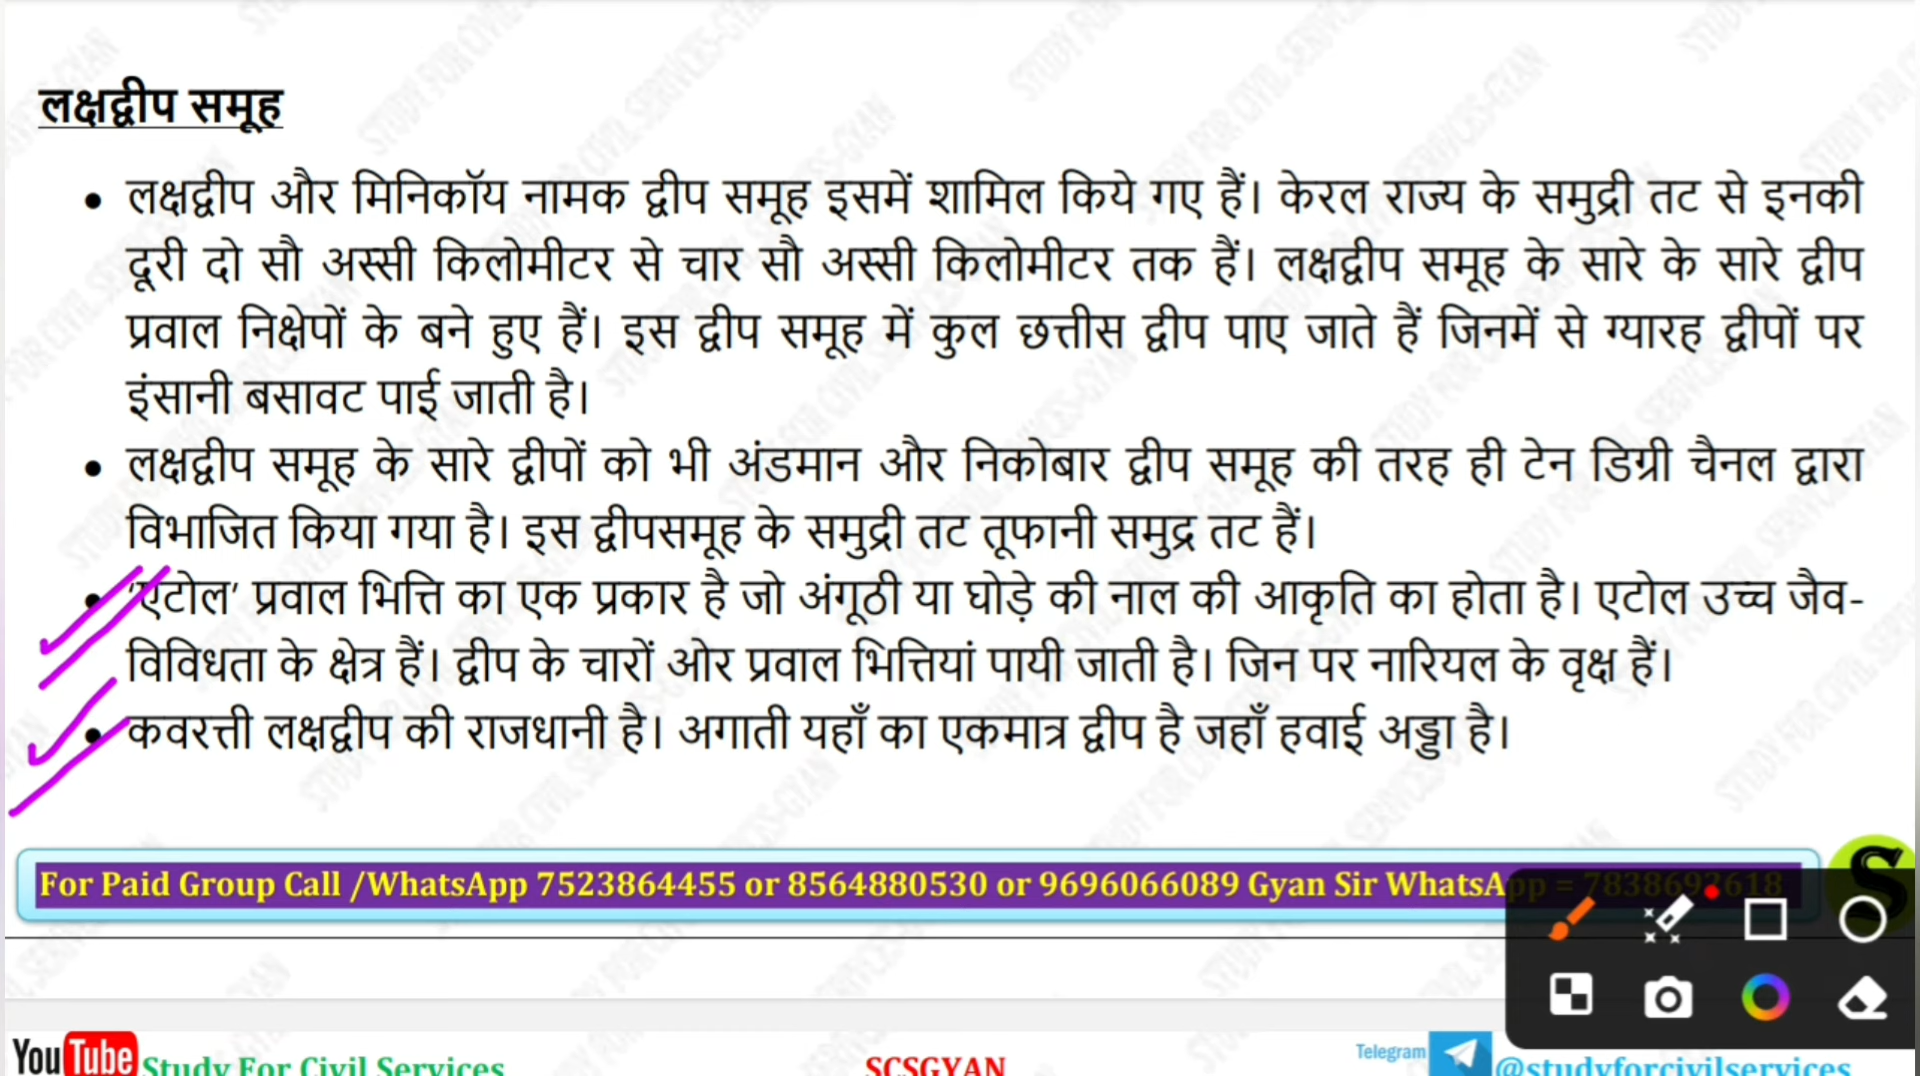 लक्षद्वीप समूह
• लक्षद्वीप और मिनिकॉय नामक द्वीप समूह इसमें शामिल किये गए हैं। केरल राज्य के समुद्री तट से इनकी
दूरी दो सौ अस्सी किलोमीटर से चार सौ अस्सी किलोमीटर तक हैं। लक्षद्वीप समूह के सारे के सारे द्वीप
प्रवाल निक्षेपों के बने हुए हैं। इस द्वीप समूह में कुल छत्तीस द्वीप पाए जाते हैं जिनमें से ग्यारह द्वीपों पर
इंसानी बसावट पाई जाती है।
• लक्षद्वीप समूह के सारे द्वीपों को भी अंडमान और निकोबार द्वीप समूह की तरह ही टेन डिग्री चैनल द्वारा
विभाजित किया गया है। इस द्वीपसमूह के समुद्री तट तूफानी समुद्र तट हैं।
• 'एटोल' प्रवाल भित्ति का एक प्रकार है जो अंगूठी या घोड़े की नाल की आकृति का होता है। एटोल उच्च जैव-
विविधता के क्षेत्र हैं। द्वीप के चारों ओर प्रवाल भित्तियां पायी जाती है। जिन पर नारियल के वृक्ष हैं।
• कवरत्ती लक्षद्वीप की राजधानी है। अगाती यहाँ का एकमात्र द्वीप है जहाँ हवाई अड्डा है।
For Paid Group Call /WhatsApp 7523864455 or 8564880530 or 9696066089 Gyan Sir WhatsApp = 7838692618
YouTube Study For Civil Services SCSGYAN Telegram @studyforcivilservices